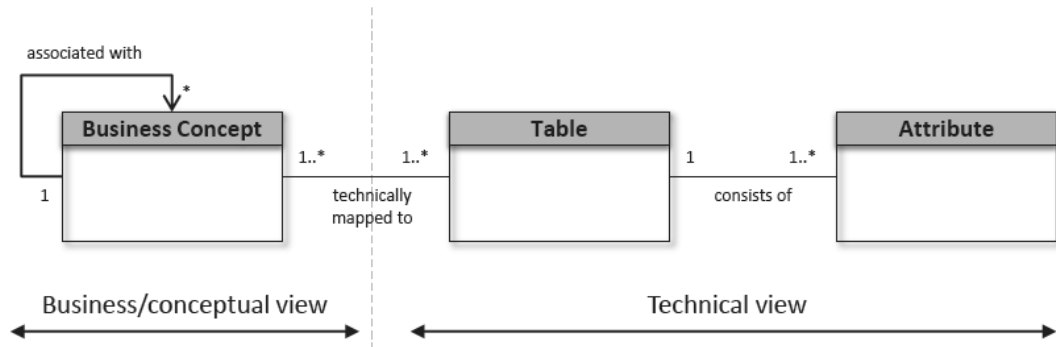 associated with
*
Business Concept
Table
Attribute
1..*
1..*
1
1..*
1
technically
mapped to
consists of
Business/conceptual view
Technical view